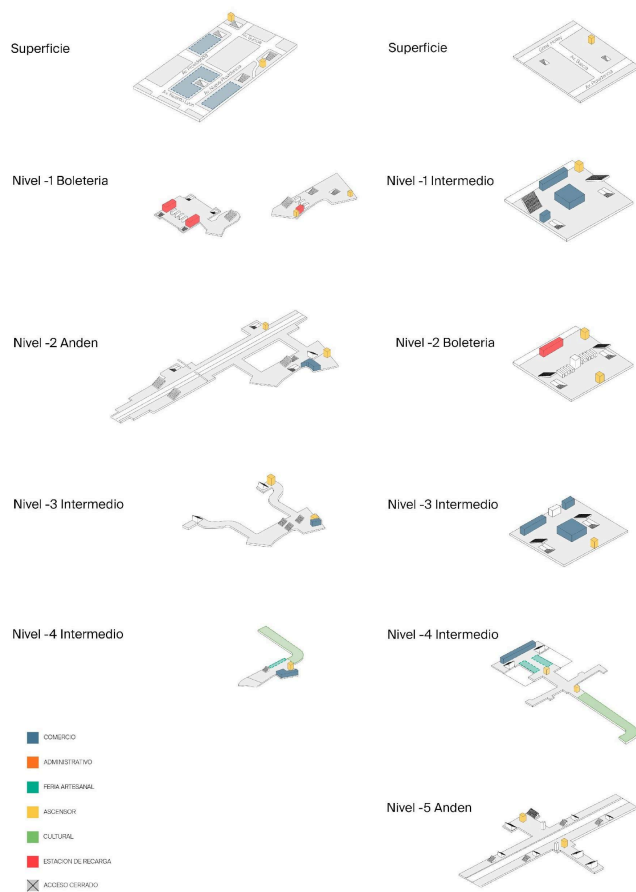 Superficie
Nivel -1 Boleteria
Nivel -2 Anden
Nivel -3 Intermedio
Nivel -4 Intermedio
COMERCIO
ADMINISTRATIVO
FERIA ARTESANAL
ASCENSOR
CULTURAL
ESTACION DE RECARGA
ACCESO CERRADO
Superficie
Nivel -1 Intermedio
Nivel -2 Boleteria
Nivel -3 Intermedio
Nivel -4 Intermedio
Nivel -5 Anden